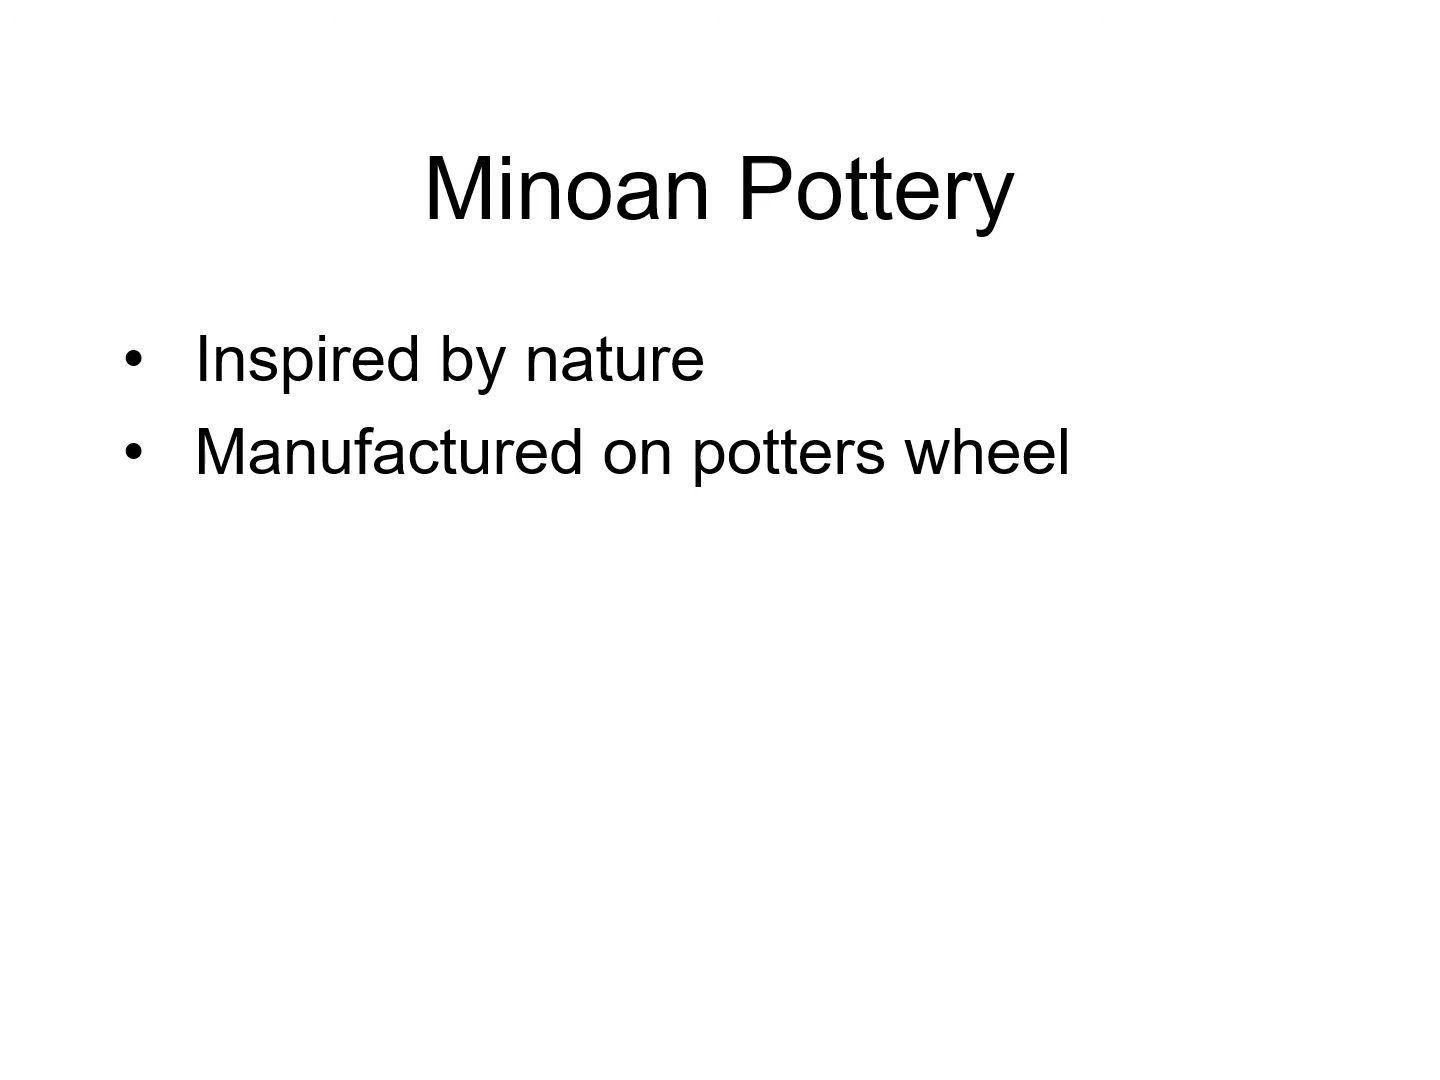 Minoan Pottery
• Inspired by nature
• Manufactured on potters wheel